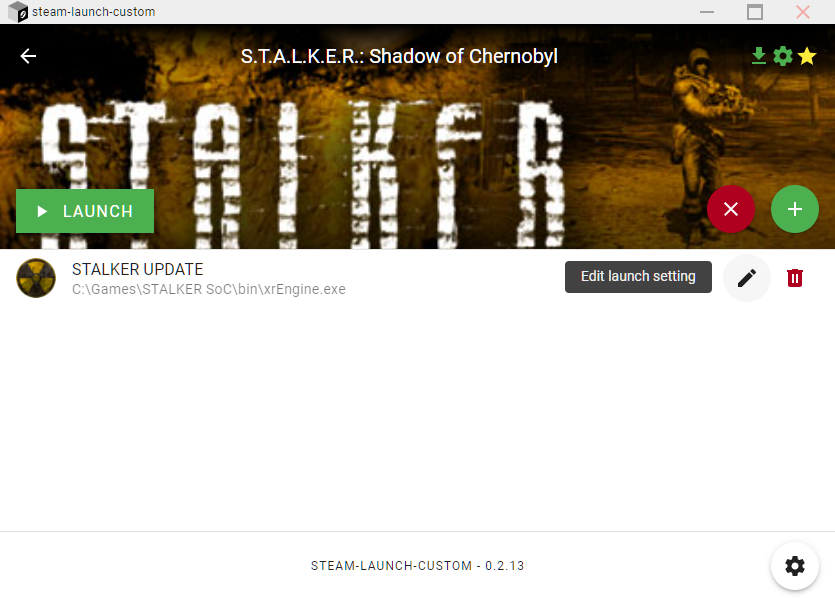 steam-launch-custom
S.T.A.L.K.E.R.: Shadow of Chernobyl
STALKER
LAUNCH
STALKER UPDATE
C:\Games\STALKER SoC\bin\xrEngine.exe
Edit launch setting
STEAM-LAUNCH-CUSTOM - 0.2.13